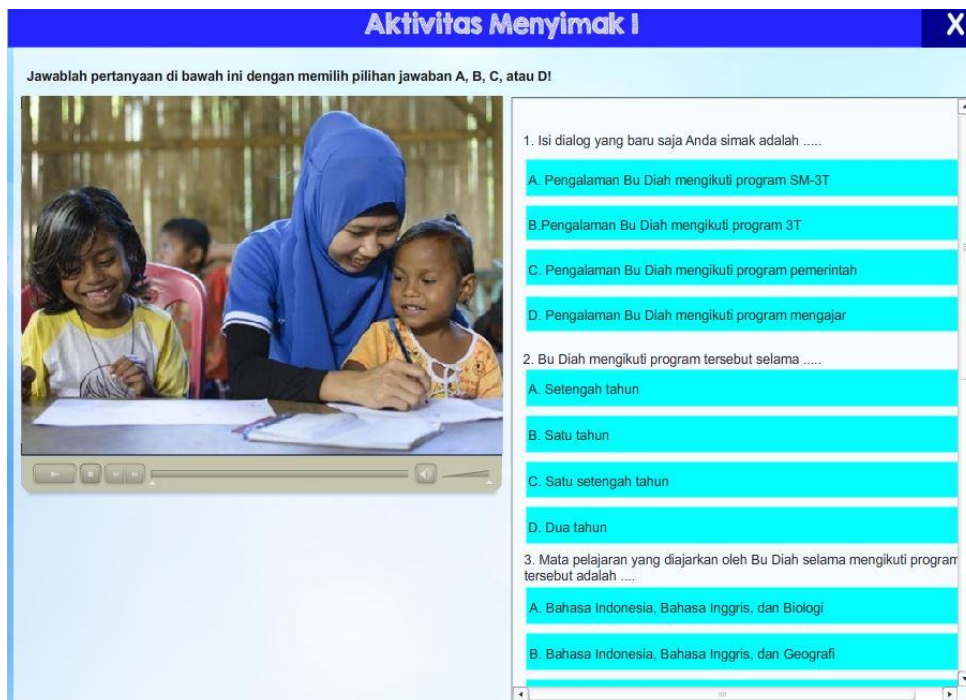 Aktivitas Menyimak I
X
Jawablah pertanyaan di bawah ini dengan memilih pilihan jawaban A, B, C, atau D!
1. Isi dialog yang baru saja Anda simak adalah .....
A. Pengalaman Bu Diah mengikuti program SM-3T
B.Pengalaman Bu Diah mengikuti program 3T
C. Pengalaman Bu Diah mengikuti program pemerintah
D. Pengalaman Bu Diah mengikuti program mengajar
2. Bu Diah mengikuti program tersebut selama .....
A. Setengah tahun
B. Satu tahun
C. Satu setengah tahun
D. Dua tahun
3. Mata pelajaran yang diajarkan oleh Bu Diah selama mengikuti program
tersebut adalah ....
A. Bahasa Indonesia, Bahasa Inggris, dan Biologi
B. Bahasa Indonesia, Bahasa Inggris, dan Geografi